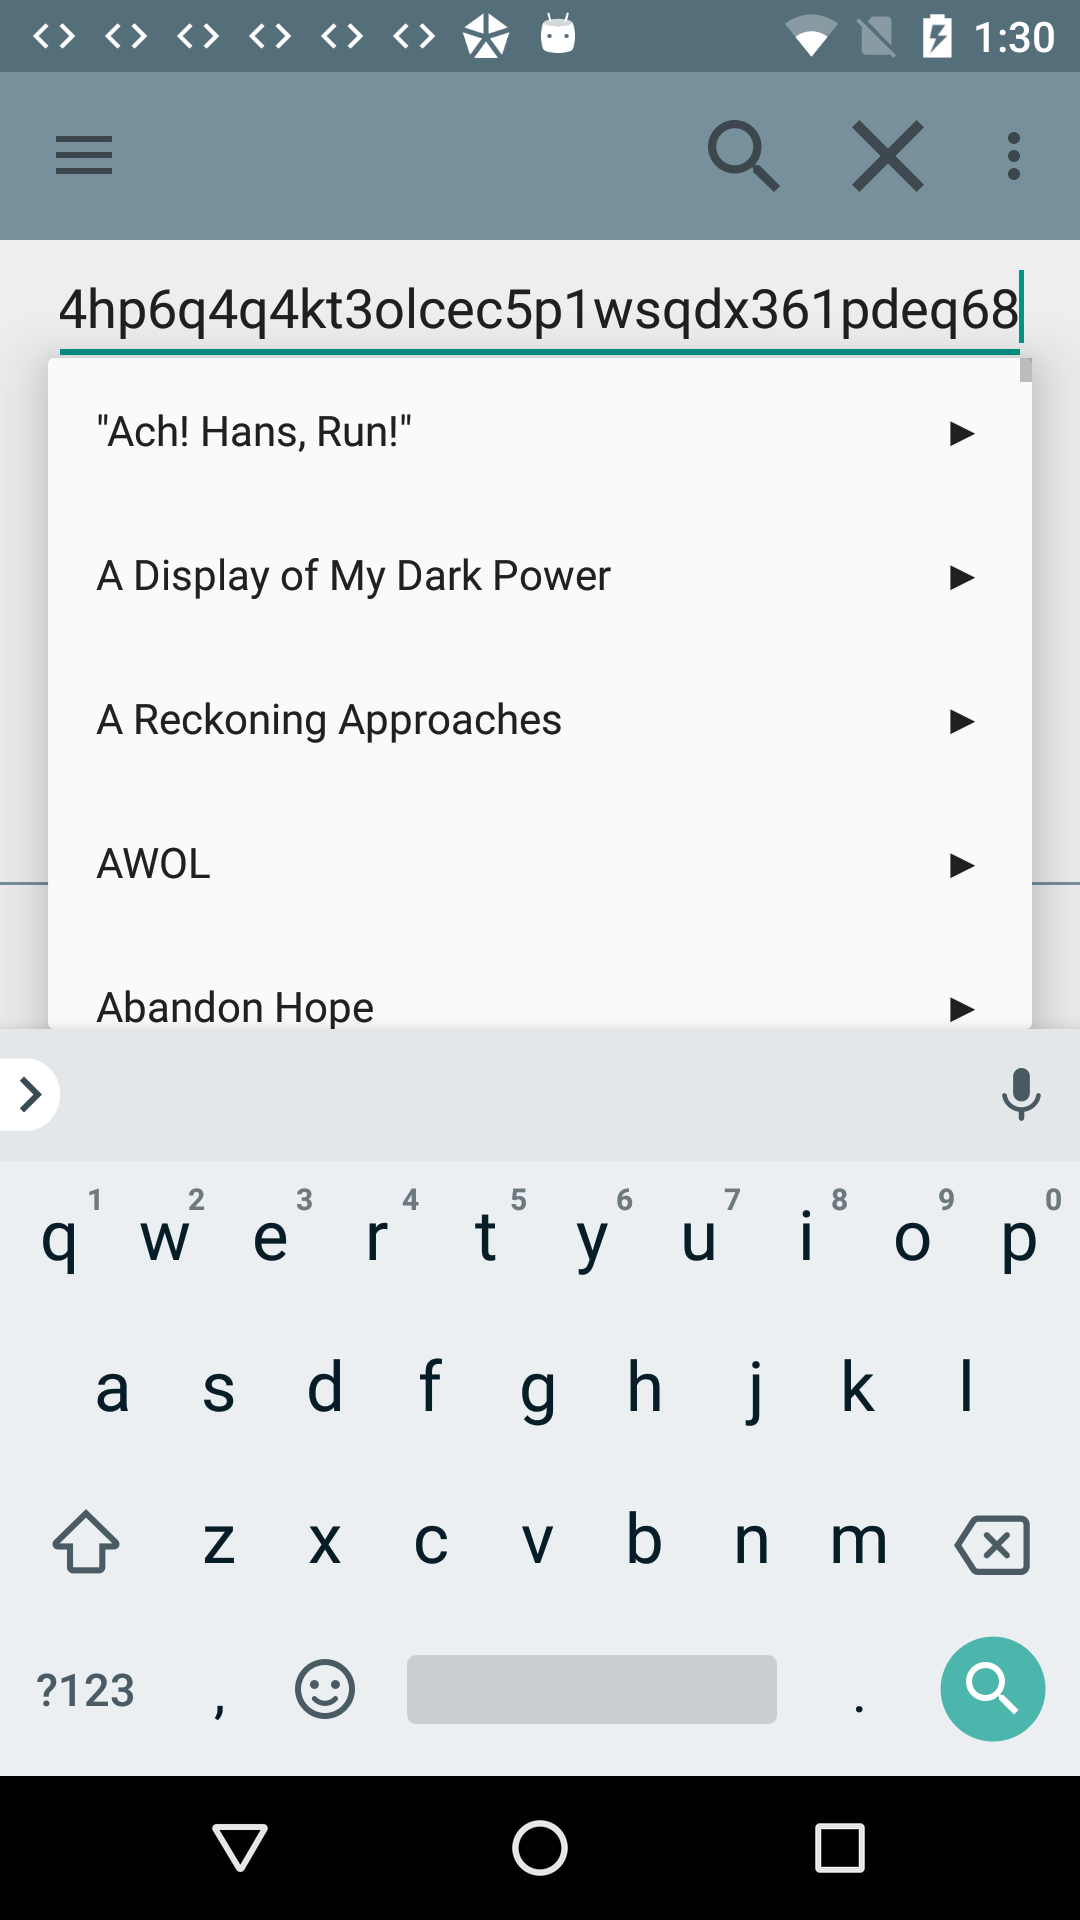 1:30
4hp6q4q4kt3olcec5p1wsqdx361pdeq68
"Ach! Hans, Run!"
A Display of My Dark Power
A Reckoning Approaches
AWOL
Abandon Hope
1 2 3 4 5 6 7 8 9 0
q w e r t y u i o p
a s d f g h j k l
z x c v b n m
?123 , .